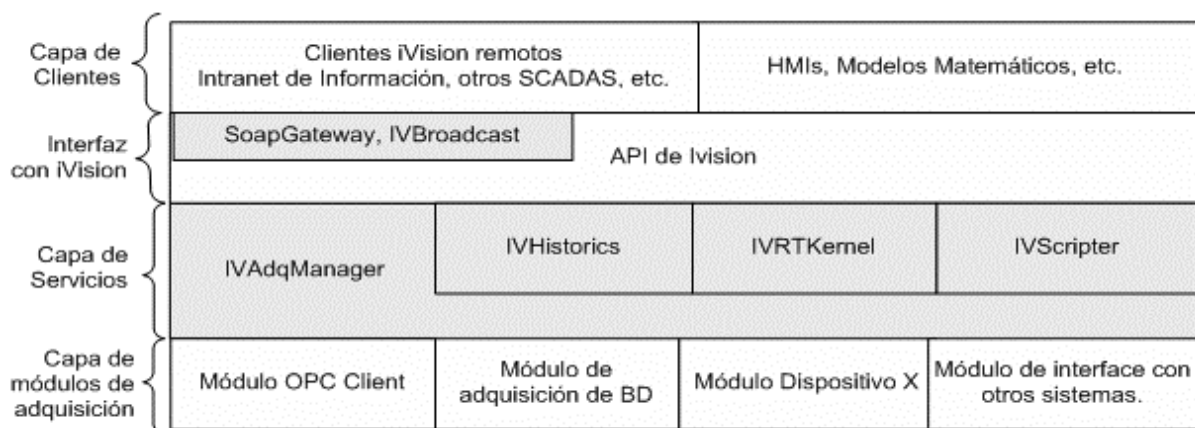 Capa de
Clientes
Clientes iVision remotos
Intranet de Información, otros SCADAS, etc.
HMIs, Modelos Matemáticos, etc.
Interfaz
con iVision
SoapGateway, IVBroadcast
API de Ivision
Capa de
Servicios
IVAdqManager
IVHistorics
IVRTKernel
IVScripter
Capa de
módulos de
adquisición
Módulo OPC Client
Módulo de
adquisición de BD
Módulo Dispositivo X
Módulo de interface con
otros sistemas.